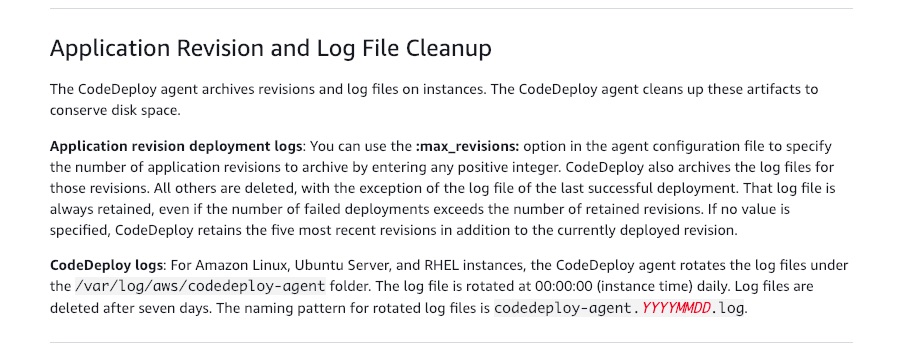 Application Revision and Log File Cleanup
The CodeDeploy agent archives revisions and log files on instances. The CodeDeploy agent cleans up these artifacts to
conserve disk space.
Application revision deployment logs: You can use the :max_revisions: option in the agent configuration file to specify
the number of application revisions to archive by entering any positive integer. CodeDeploy also archives the log files for
those revisions. All others are deleted, with the exception of the log file of the last successful deployment. That log file is
always retained, even if the number of failed deployments exceeds the number of retained revisions. If no value is
specified, CodeDeploy retains the five most recent revisions in addition to the currently deployed revision.
CodeDeploy logs: For Amazon Linux, Ubuntu Server, and RHEL instances, the CodeDeploy agent rotates the log files under
the /var/log/aws/codedeploy-agent folder. The log file is rotated at 00:00:00 (instance time) daily. Log files are
deleted after seven days. The naming pattern for rotated log files is codedeploy-agent.YYYYMMDD.log.